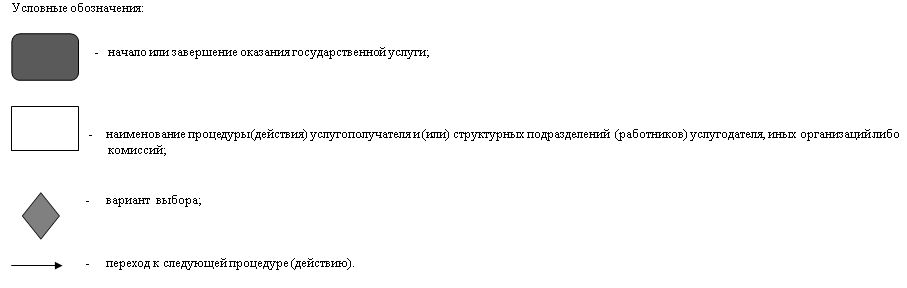 Условные обозначения:
- начало или завершение оказания государственной услуги;
- наименование процедуры(действия) услугополучателя и (или) структурных подразделений (работников) услугодателя, иных организаций либо
комиссий;
- вариант выбора;
- переход к следующей процедуре (действию).